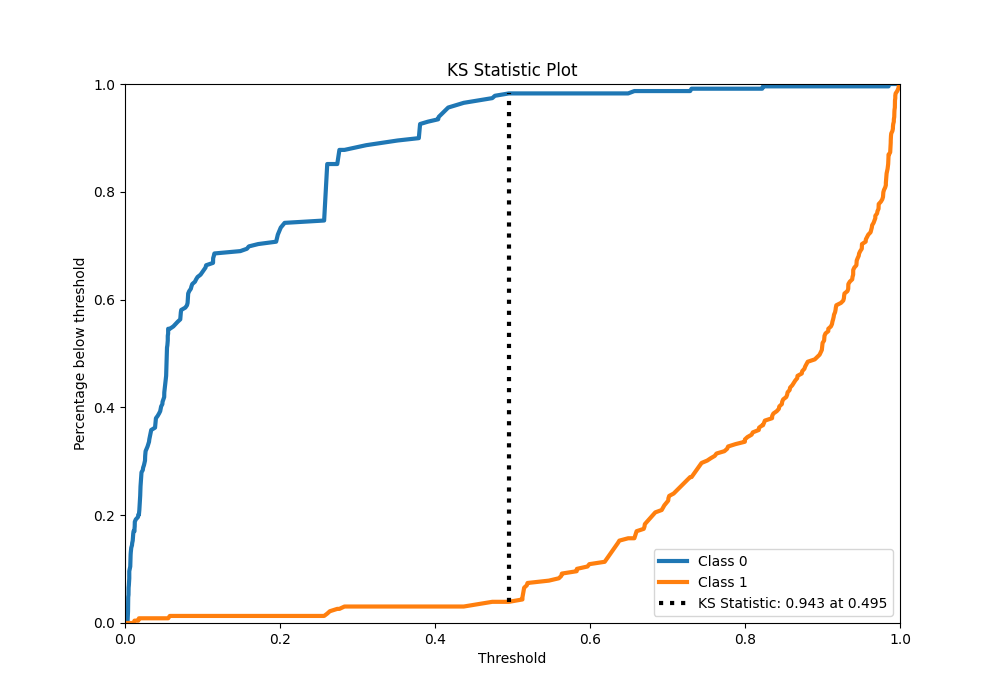 KS Statistic Plot
1.0
0.8
0.6
0.4
0.2
0.0
Percentage below threshold
0.0 0.2 0.4 0.6 0.8 1.0
Threshold
Class 0
Class 1
KS Statistic: 0.943 at 0.495